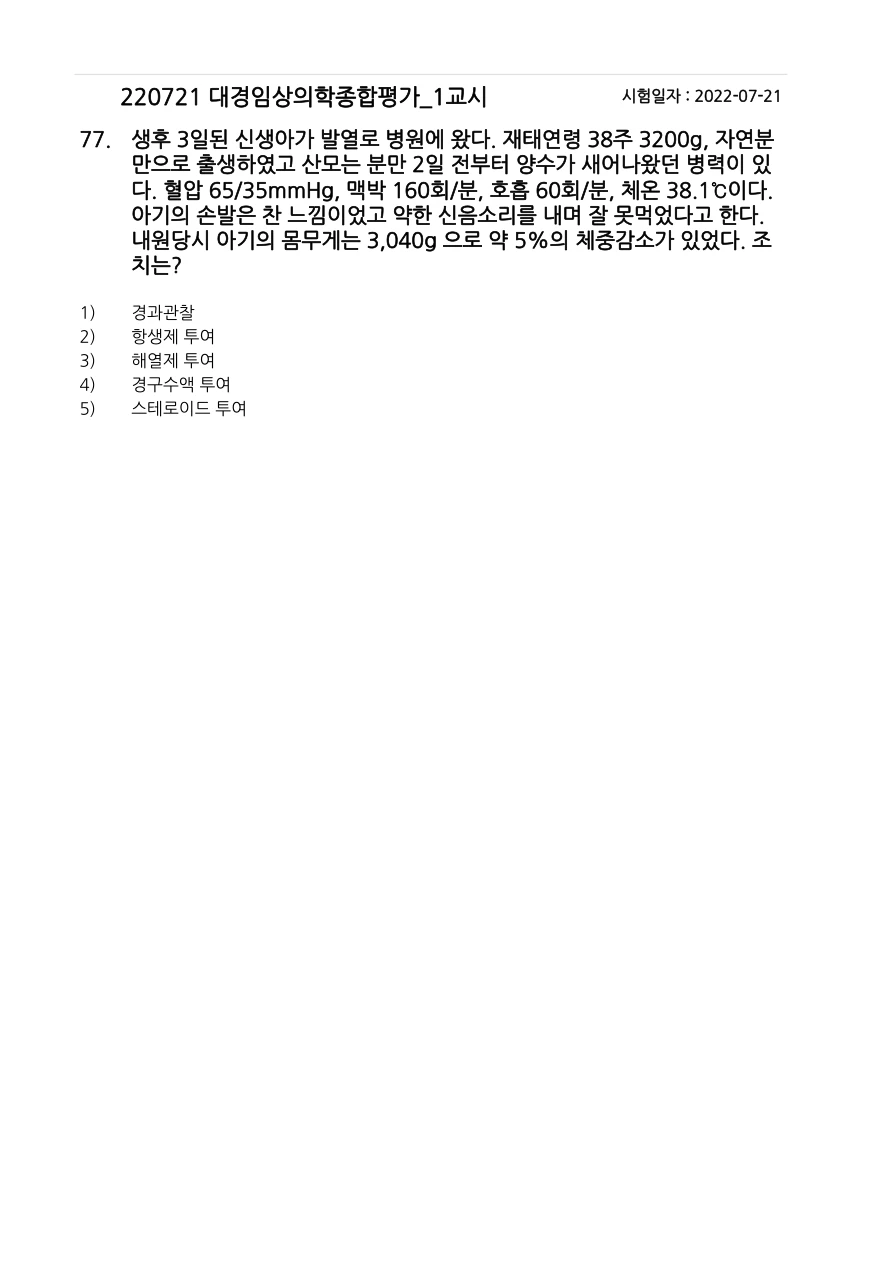 220721 대경임상의학종합평가_1교시 시험일자 : 2022-07-21
77. 생후 3일된 신생아가 발열로 병원에 왔다. 재태연령 38주 3200g, 자연분
만으로 출생하였고 산모는 분만 2일 전부터 양수가 새어나왔던 병력이 있
다. 혈압 65/35mmHg, 맥박 160회/분, 호흡 60회/분, 체온 38.1℃이다.
아기의 손발은 찬 느낌이었고 약한 신음소리를 내며 잘 못먹었다고 한다.
내원당시 아기의 몸무게는 3,040g 으로 약 5%의 체중감소가 있었다. 조
치는?
1) 경과관찰
2) 항생제 투여
3) 해열제 투여
4) 경구수액 투여
5) 스테로이드 투여